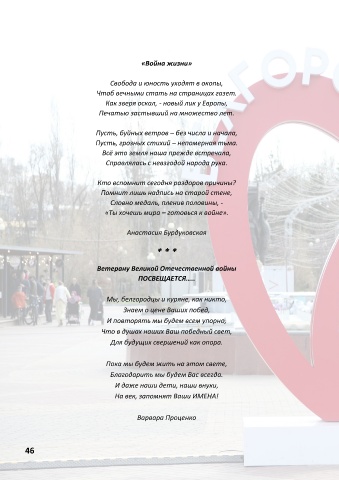 «Война жизни»
Свобода и юность уходят в окопы,
Чтоб вечными стать на страницах газет.
Как зверя оскал, - новый лик у Европы,
Печатью застывший на множество лет.
Пусть, буйных ветров – без числа и начала,
Пусть, грозных стихий – непомерная тьма.
Всё это земля наша прежде встречала,
Справлялась с невзгодой народа рука.
Кто вспомнит сегодня раздоров причины?
Помнит лишь надпись на старой стене,
Словно медаль, пленив половины, -
«Ты хочешь мира – готовься к войне».
Анастасия Бурдуковская
* * *
Ветерану Великой Отечественной войны
ПОСВЕЩАЕТСЯ.....
Мы, белгородцы и куряне, как никто,
Знаем о цене Ваших побед,
И повторять мы будем всем упорно,
Что в душах наших Ваш победный свет,
Для будущих свершений как опора.
Пока мы будем жить на этом свете,
Благодарить мы будем Вас всегда.
И даже наши дети, наши внуки,
На век, запомнят Ваши ИМЕНА!
Варвара Проценко
46